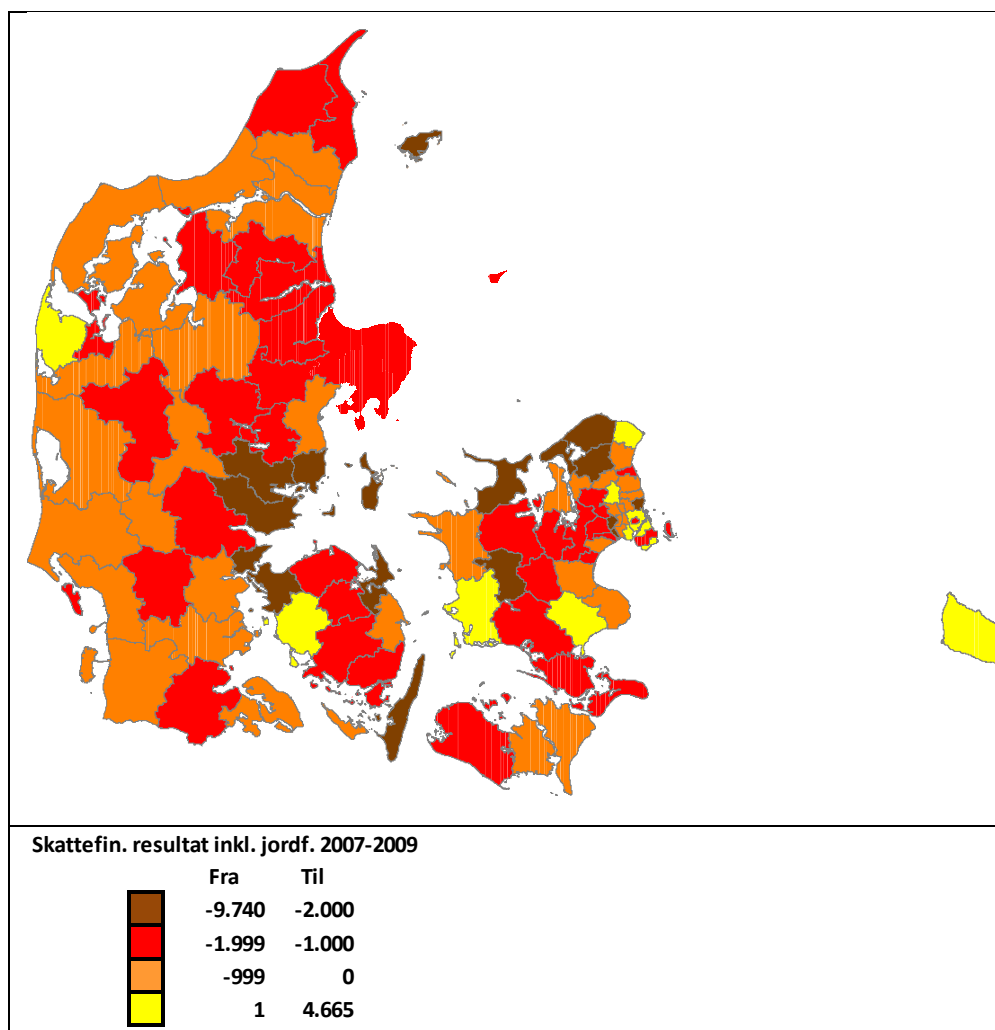 Skattefin. resultat inkl. jordf. 2007-2009
Fra Til
-9.740 -2.000
-1.999 -1.000
-999 0
1 4.665